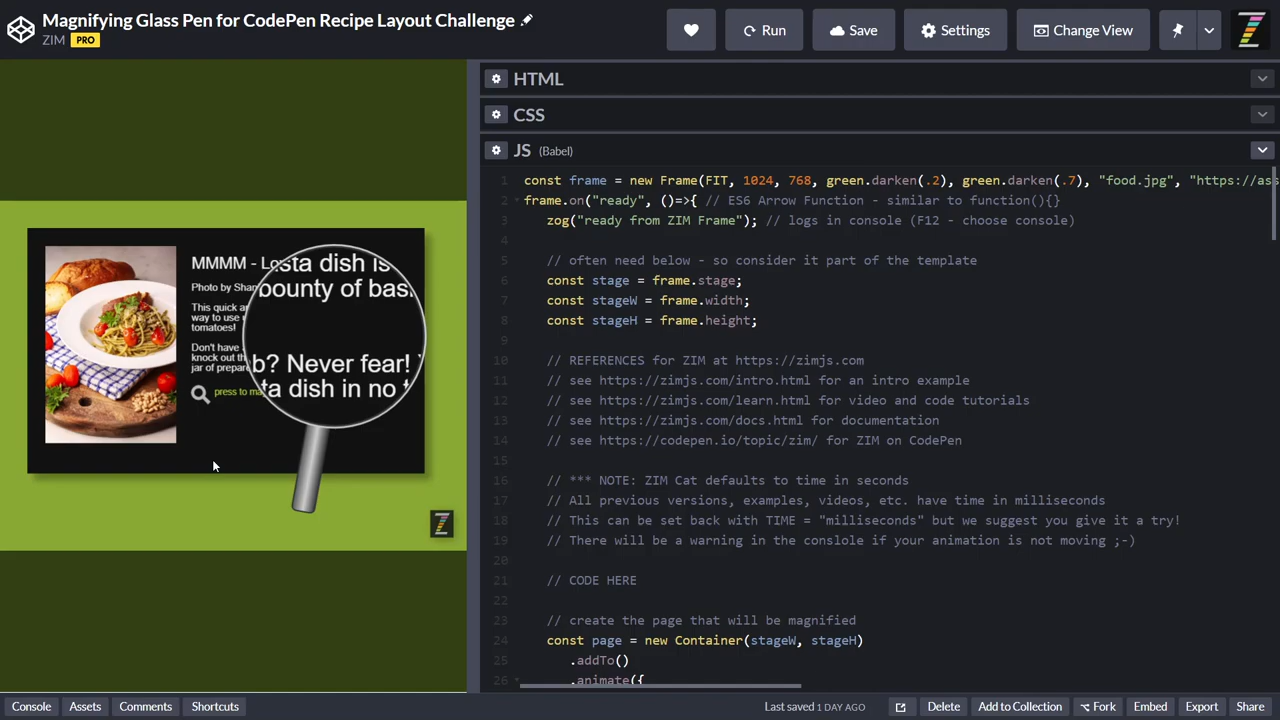 Magnifying Glass Pen for CodePen Recipe Layout Challenge
ZIM PRO
Run
Save
Settings
Change View
MMMM - Lo
sta dish is
Photo by Shar
bounty of bas
This quick a
way to use
tomatoes!
Don't have
knock out th
jar of prepar
b? Never fear!
ta dish in no
press to ma
HTML
CSS
JS (Babel)
1 const frame = new Frame(FIT, 1024, 768, green.darken(.2), green.darken(.7), "food.jpg", "https://ass
2 frame.on("ready", ()=>{ // ES6 Arrow Function - similar to function(){}
3 zog("ready from ZIM Frame"); // logs in console (F12 - choose console)
4
5 // often need below - so consider it part of the template
6 const stage = frame.stage;
7 const stageW = frame.width;
8 const stageH = frame.height;
9
10 // REFERENCES for ZIM at https://zimjs.com
11 // see https://zimjs.com/intro.html for an intro example
12 // see https://zimjs.com/learn.html for video and code tutorials
13 // see https://zimjs.com/docs.html for documentation
14 // see https://codepen.io/topic/zim/ for ZIM on CodePen
15
16 // *** NOTE: ZIM Cat defaults to time in seconds
17 // All previous versions, examples, videos, etc. have time in milliseconds
18 // This can be set back with TIME = "milliseconds" but we suggest you give it a try!
19 // There will be a warning in the conslole if your animation is not moving ;-)
20
21 // CODE HERE
22
23 // create the page that will be magnified
24 const page = new Container(stageW, stageH)
25 .addTo()
26 .animate({
Console
Assets
Comments
Shortcuts
Last saved 1 DAY AGO
Delete
Add to Collection
Fork
Embed
Export
Share